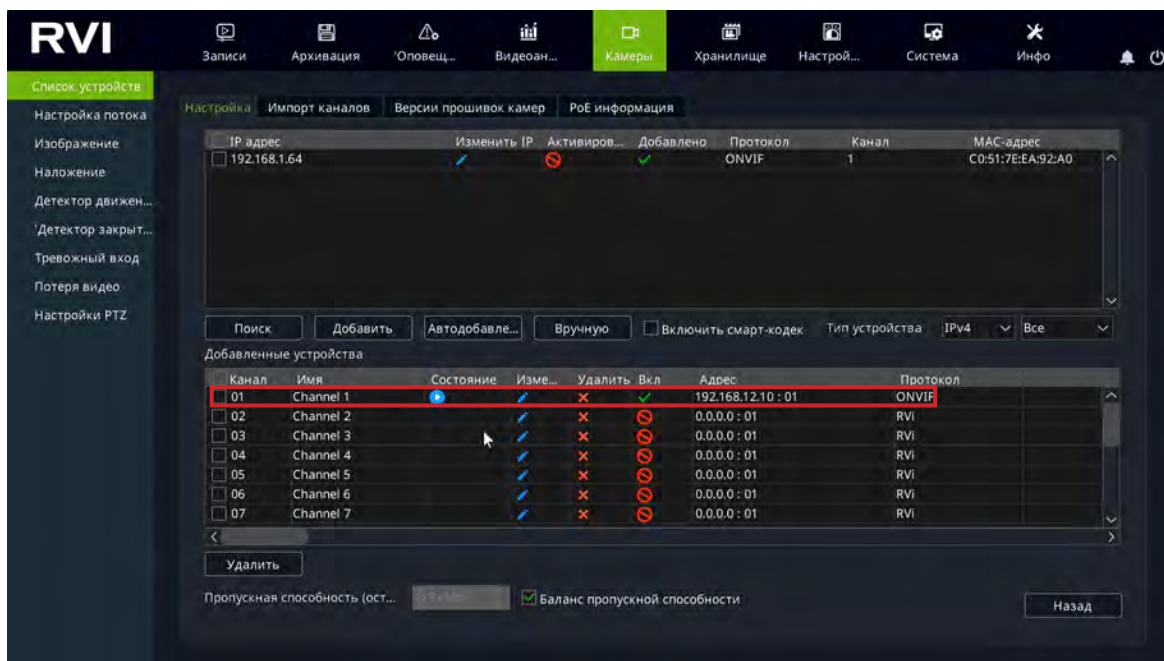 RVI
Записи Архивация 'Оповещ... Видеоан... Камеры Хранилище Настрой... Система Инфо
Список устройств
Настройка потока
Изображение
Наложение
Детектор движен...
'Детектор закрыт...
Тревожный вход
Потеря видео
Настройки PTZ
Настройка Импорт каналов Версии прошивок камер PoE информация
IP адрес Изменить IP Активиров... Добавлено Протокол Канал MAC-адрес
192.168.1.64 ONVIF 1 C0:51:7E:EA:92:A0
Поиск Добавить Автодобавле... Вручную Включить смарт-кодек Тип устройства IPv4 Все
Добавленные устройства
Канал Имя Состояние Изме... Удалить Вкл Адрес Протокол
01 Channel 1 192.168.12.10 : 01 ONVIF
02 Channel 2 0.0.0.0 : 01 RVi
03 Channel 3 0.0.0.0 : 01 RVi
04 Channel 4 0.0.0.0 : 01 RVi
05 Channel 5 0.0.0.0 : 01 RVi
06 Channel 6 0.0.0.0 : 01 RVi
07 Channel 7 0.0.0.0 : 01 RVi
Удалить
Пропускная способность (ост... Баланс пропускной способности
Назад